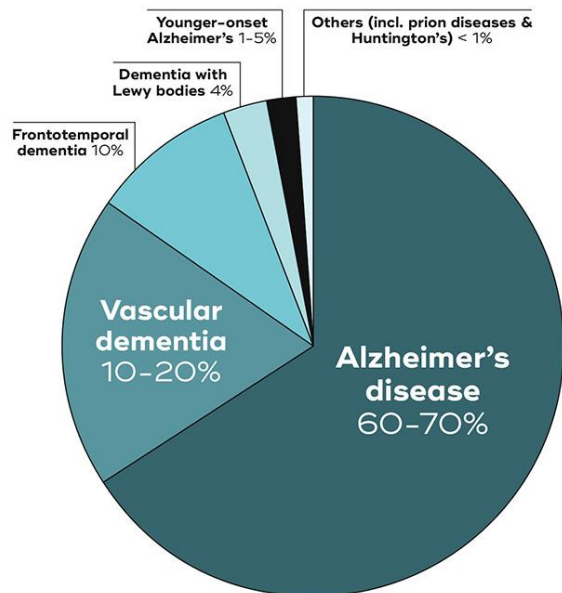 Younger-onset
Alzheimer's 1-5%
Others (incl. prion diseases &
Huntington's) < 1%
Dementia with
Lewy bodies 4%
Frontotemporal
dementia 10%
Vascular
dementia
10-20%
Alzheimer's
disease
60-70%